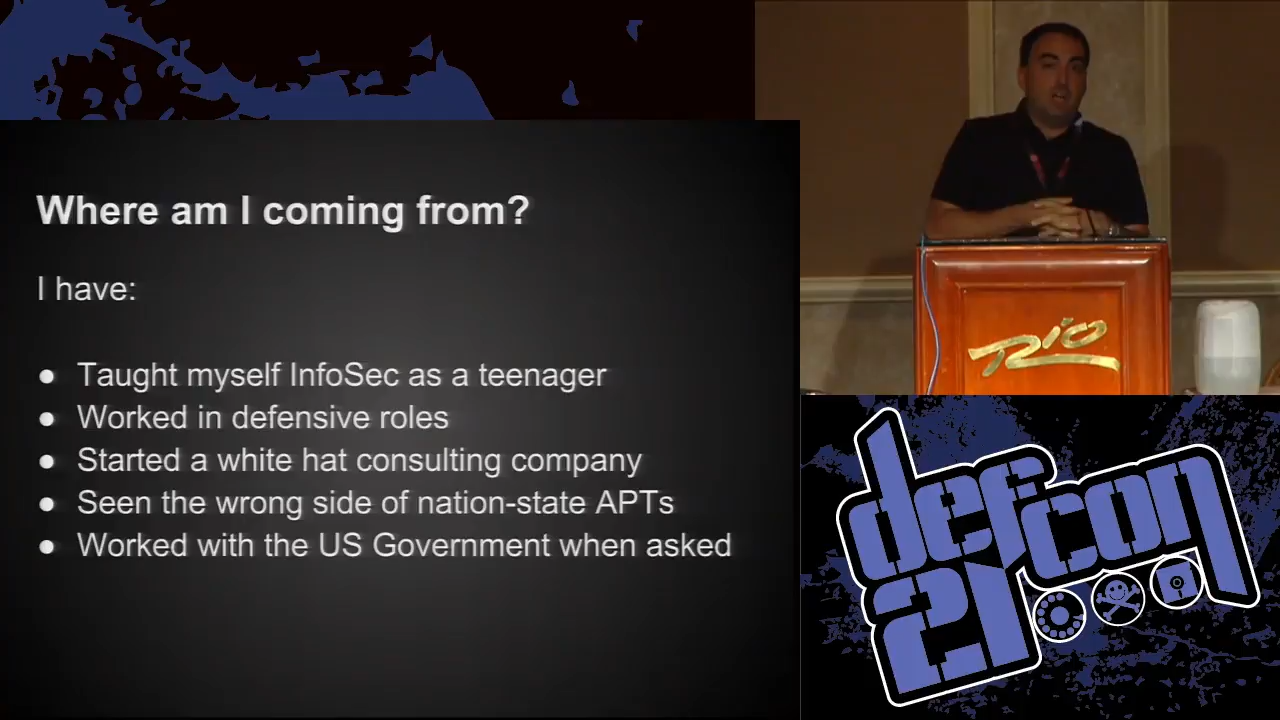 Where am I coming from?
I have:
● Taught myself InfoSec as a teenager
● Worked in defensive roles
● Started a white hat consulting company
● Seen the wrong side of nation-state APTs
● Worked with the US Government when asked
Rio
defcon
21